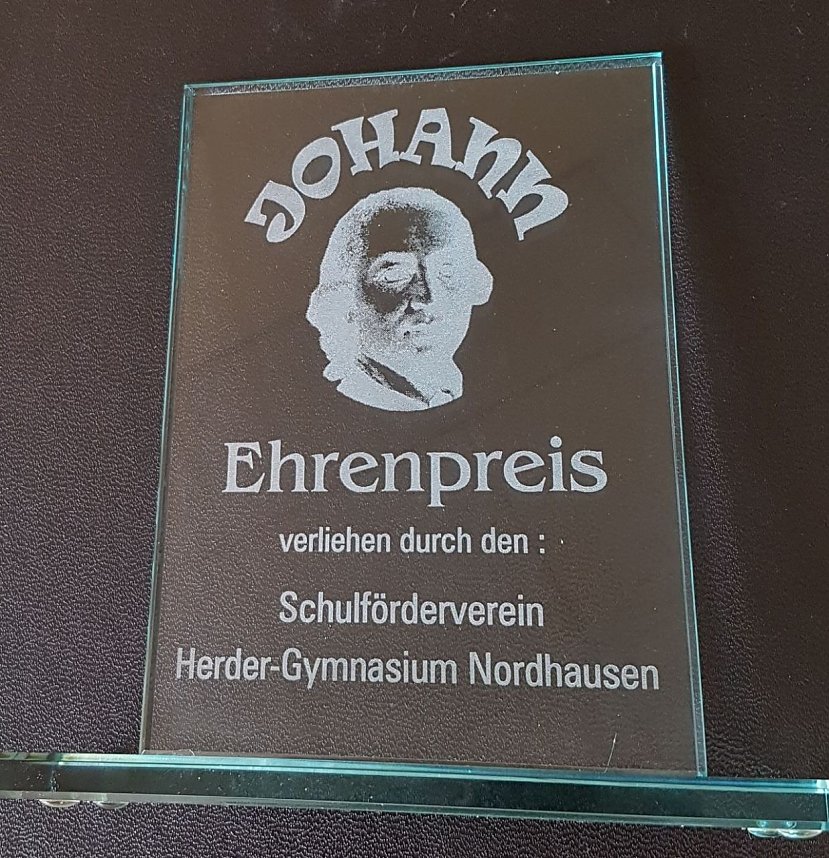 JOHANN
Ehrenpreis
verliehen durch den :
Schulförderverein
Herder-Gymnasium Nordhausen